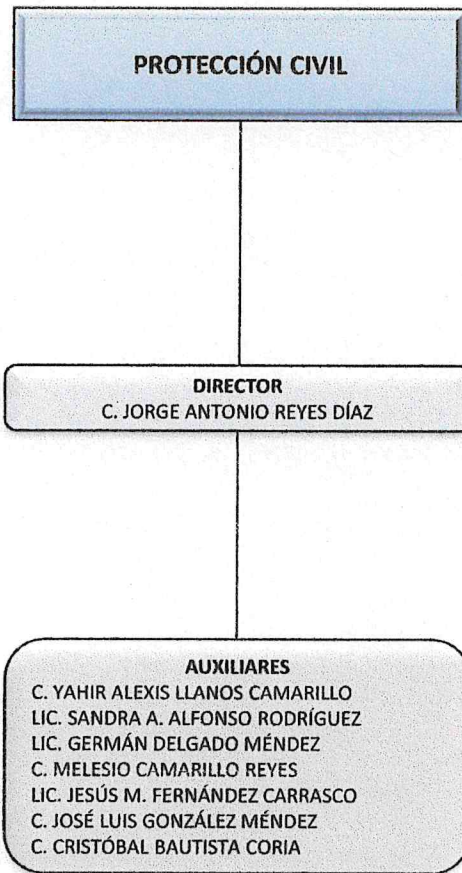 PROTECCIÓN CIVIL
DIRECTOR
C. JORGE ANTONIO REYES DÍAZ
AUXILIARES
C. YAHIR ALEXIS LLANOS CAMARILLO
LIC. SANDRA A. ALFONSO RODRÍGUEZ
LIC. GERMÁN DELGADO MÉNDEZ
C. MELESIO CAMARILLO REYES
LIC. JESÚS M. FERNÁNDEZ CARRASCO
C. JOSÉ LUIS GONZÁLEZ MÉNDEZ
C. CRISTÓBAL BAUTISTA CORIA